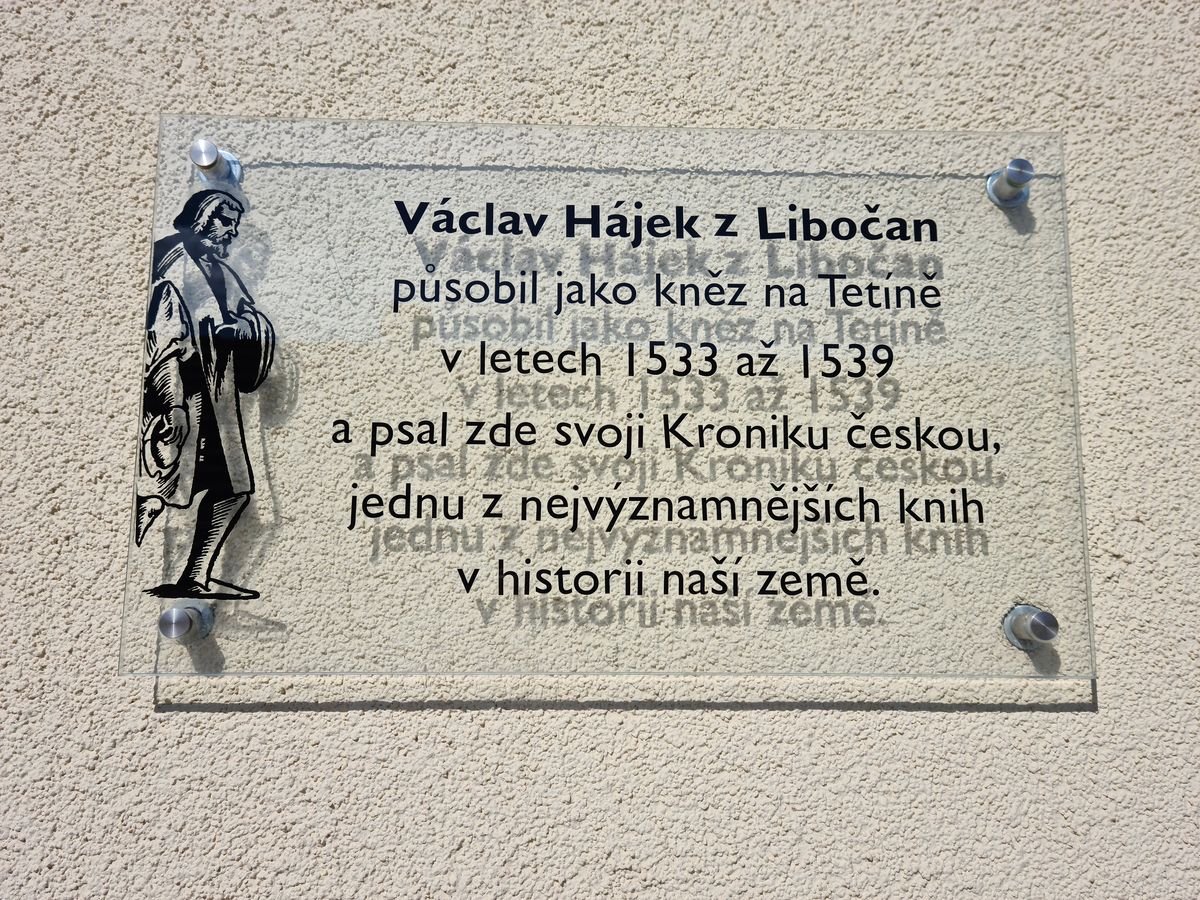 Václav Hájek z Libočan
působil jako kněz na Tetíně
v letech 1533 až 1539
a psal zde svoji Kroniku českou,
jednu z nejvýznamnějších knih
v historii naší země.